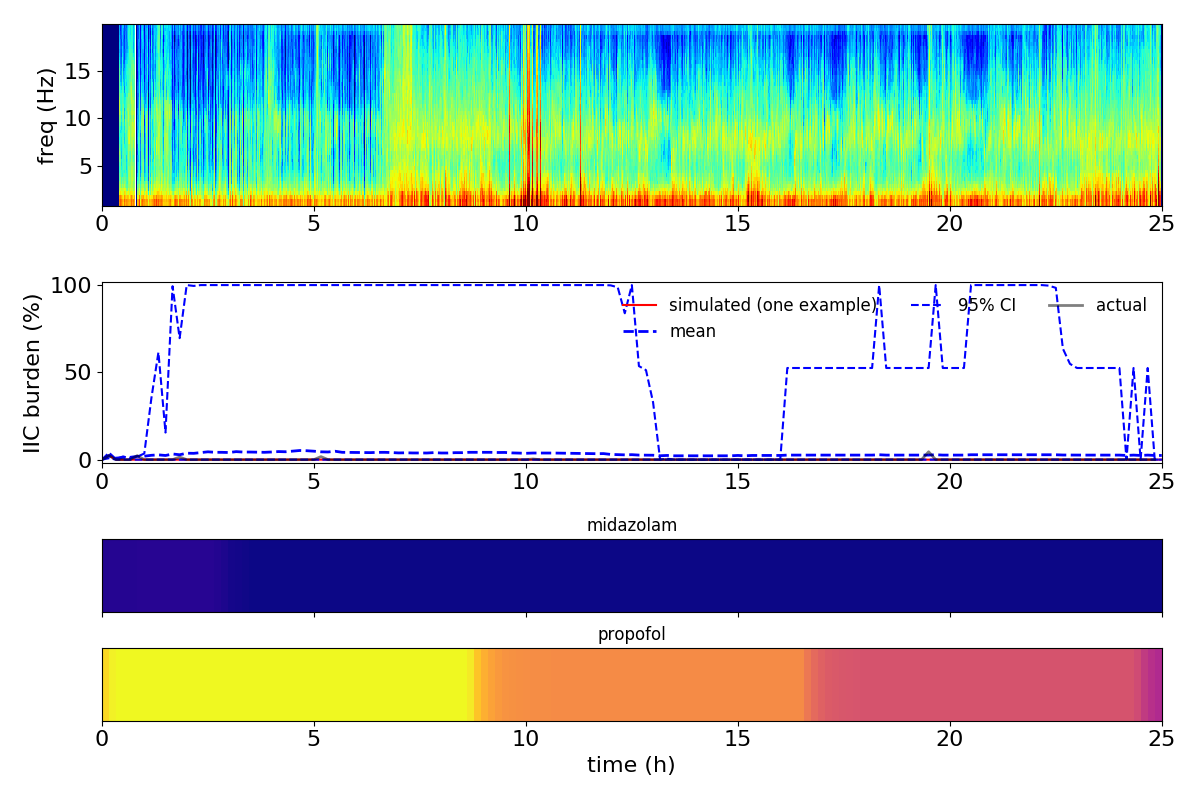 freq (Hz)
15
10
5
0 5 10 15 20 25
IIC burden (%)
100
50
0
simulated (one example) 95% CI actual
mean
0 5 10 15 20 25
midazolam
propofol
0 5 10 15 20 25
time (h)